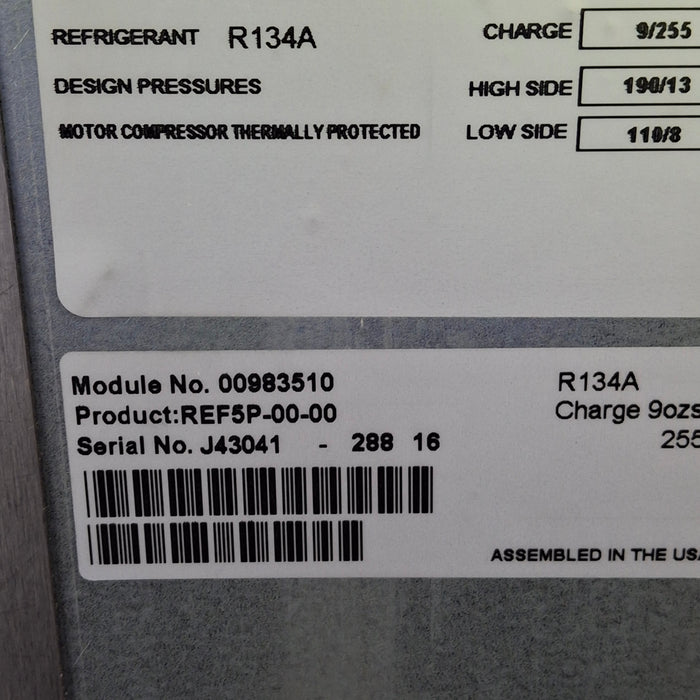 REFRIGERANT R134A CHARGE 9/255
DESIGN PRESSURES HIGH SIDE 190/13
MOTOR COMPRESSOR THERMALLY PROTECTED LOW SIDE 110/8
Module No. 00983510 R134A
Product:REF5P-00-00 Charge 9ozs
Serial No. J43041 - 288 16 255
ASSEMBLED IN THE USA